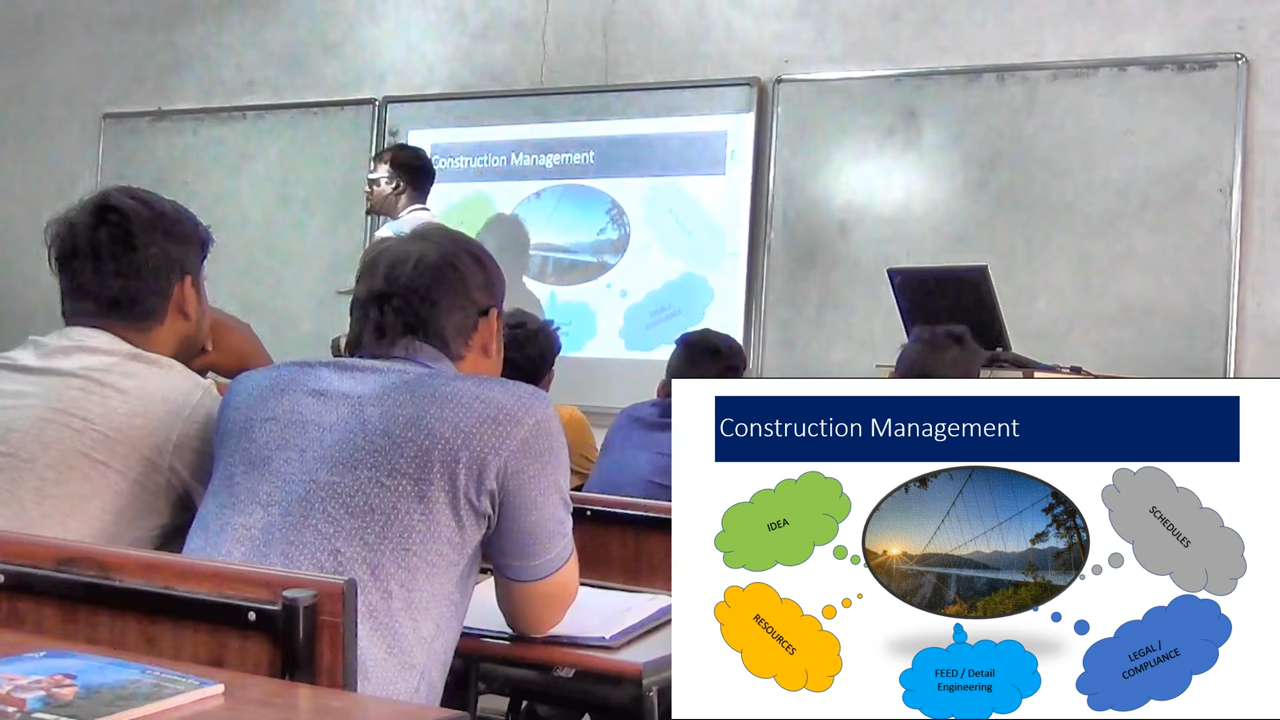 Construction Management
Construction Management
IDEA
SCHEDULES
RESOURCES
LEGAL /
COMPLIANCE
FEED / Detail
Engineering